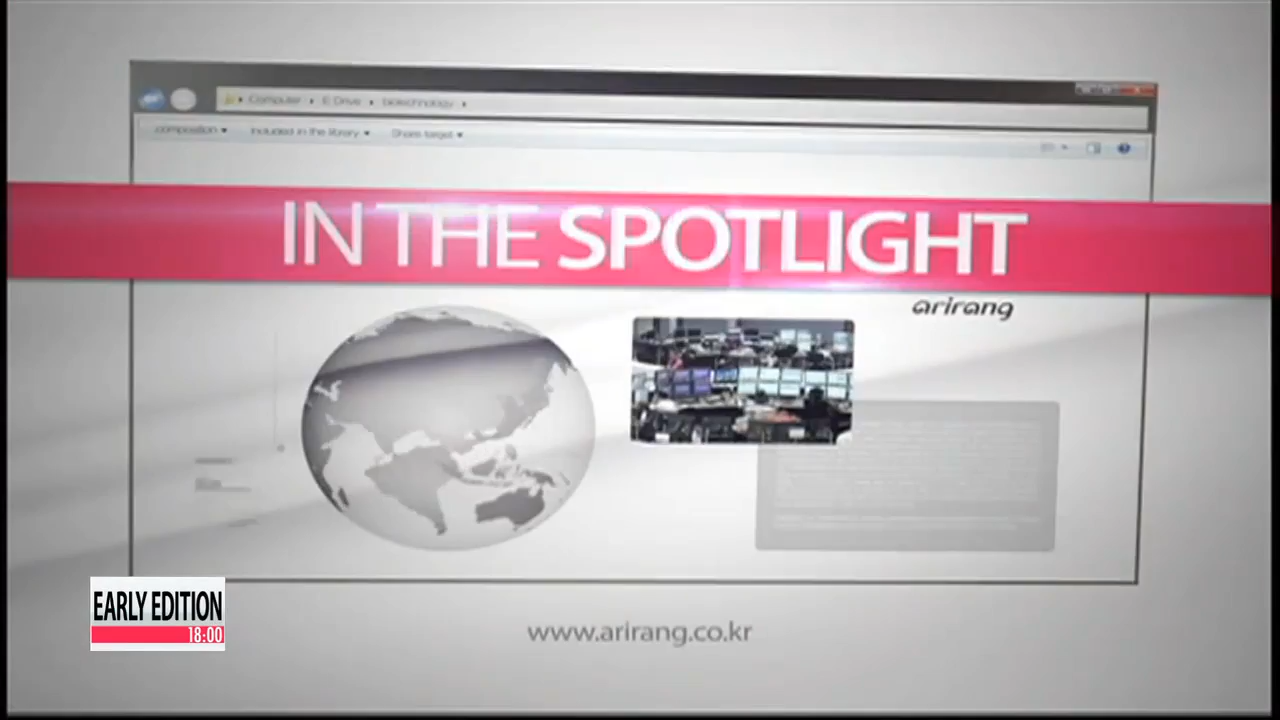 Computer
E Drive
biotechnology
composition
Included in the library
Share target
IN THE SPOTLIGHT
arirang
EARLY EDITION
18:00
www.arirang.co.kr